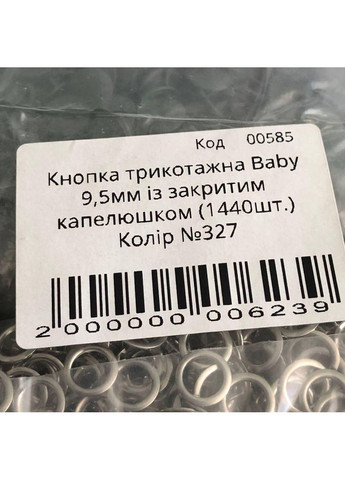 Код 00585
Кнопка трикотажна Baby
9,5мм із закритим
капелюшком (1440шт.)
Колір №327
2 000000 006239